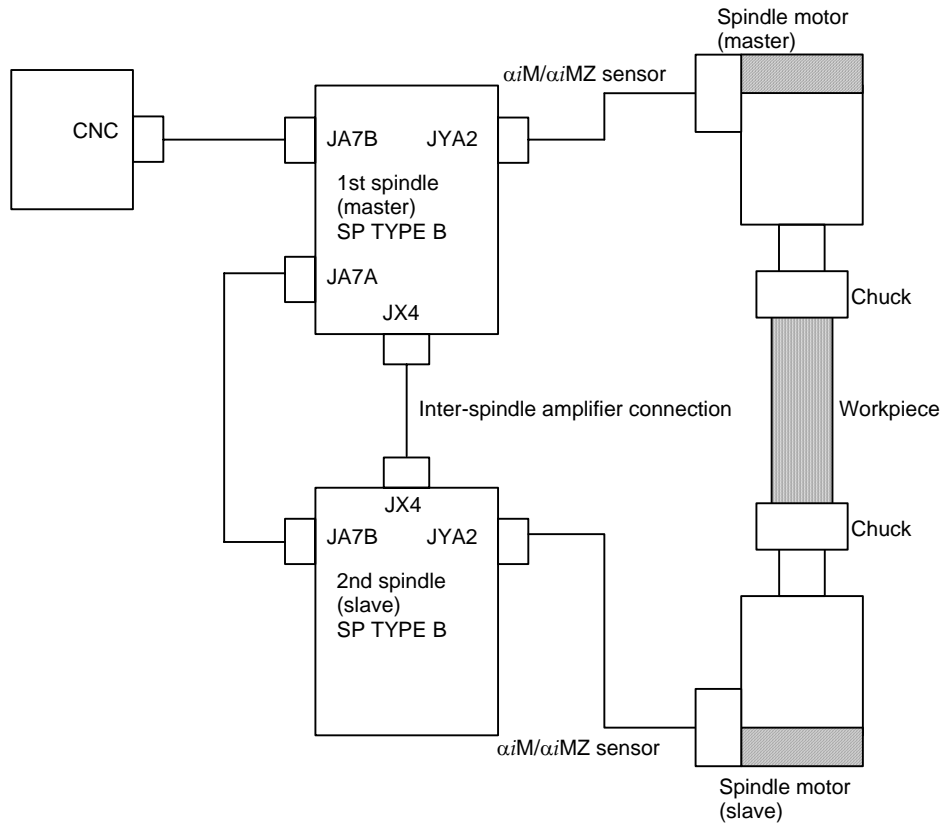 Spindle motor
(master)
αiM/αiMZ sensor
CNC
JA7B JYA2
1st spindle
(master)
SP TYPE B
JA7A
JX4
Chuck
Inter-spindle amplifier connection
Workpiece
JX4
JA7B JYA2
Chuck
2nd spindle
(slave)
SP TYPE B
αiM/αiMZ sensor
Spindle motor
(slave)